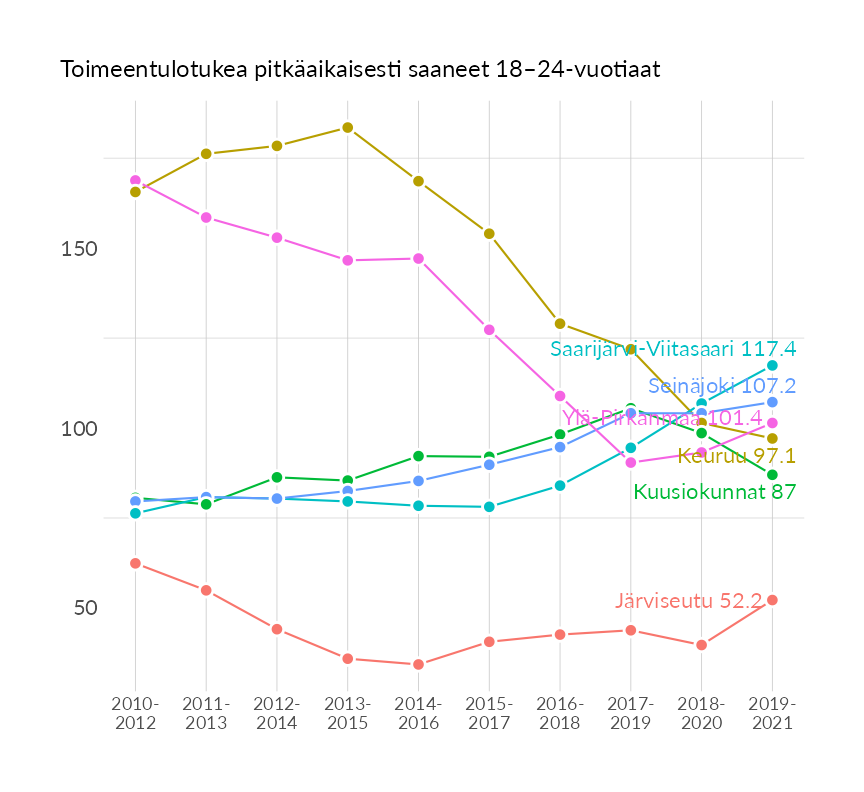 Toimeentulotukea pitkäaikaisesti saaneet 18–24-vuotiaat
150
Saarijärvi-Viitasaari 117.4
Seinäjoki 107.2
Ylä-Pirkanmaa 101.4
100
Keuruu 97.1
Kuusiokunnat 87
Järviseutu 52.2
50
2010- 2011- 2012- 2013- 2014- 2015- 2016- 2017- 2018- 2019-
2012 2013 2014 2015 2016 2017 2018 2019 2020 2021